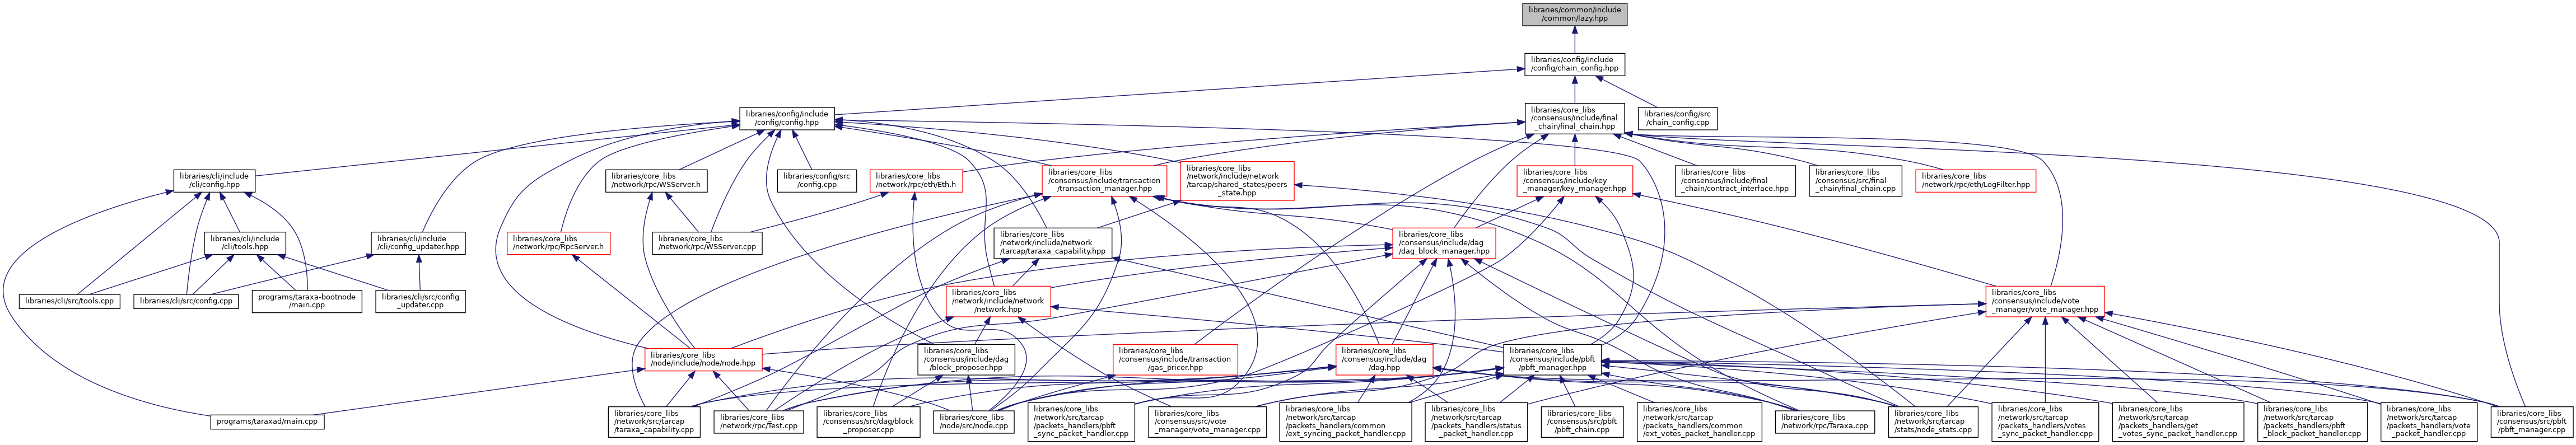 libraries/common/include
/common/lazy.hpp
libraries/config/include
/config/chain_config.hpp
libraries/config/include
/config/config.hpp
libraries/core_libs
/consensus/include/final
_chain/final_chain.hpp
libraries/config/src
/chain_config.cpp
libraries/cli/include
/cli/config.hpp
libraries/core_libs
/network/rpc/WSServer.h
libraries/config/src
/config.cpp
libraries/core_libs
/network/rpc/eth/Eth.h
libraries/core_libs
/consensus/include/transaction
/transaction_manager.hpp
libraries/core_libs
/network/include/network
/tarcap/shared_states/peers
_state.hpp
libraries/core_libs
/consensus/include/key
_manager/key_manager.hpp
libraries/core_libs
/consensus/include/final
_chain/contract_interface.hpp
libraries/core_libs
/consensus/src/final
_chain/final_chain.cpp
libraries/core_libs
/network/rpc/eth/LogFilter.hpp
libraries/cli/include
/cli/tools.hpp
libraries/cli/include
/cli/config_updater.hpp
libraries/core_libs
/network/rpc/RpcServer.h
libraries/core_libs
/network/rpc/WSServer.cpp
libraries/core_libs
/network/include/network
/tarcap/taraxa_capability.hpp
libraries/core_libs
/consensus/include/dag
/dag_block_manager.hpp
libraries/cli/src/tools.cpp
libraries/cli/src/config.cpp
programs/taraxa-bootnode
/main.cpp
libraries/cli/src/config
_updater.cpp
libraries/core_libs
/network/include/network
/network.hpp
libraries/core_libs
/consensus/include/vote
_manager/vote_manager.hpp
libraries/core_libs
/node/include/node/node.hpp
libraries/core_libs
/consensus/include/dag
/block_proposer.hpp
libraries/core_libs
/consensus/include/transaction
/gas_pricer.hpp
libraries/core_libs
/consensus/include/dag
/dag.hpp
libraries/core_libs
/consensus/include/pbft
/pbft_manager.hpp
programs/taraxad/main.cpp
libraries/core_libs
/network/src/tarcap
/taraxa_capability.cpp
libraries/core_libs
/network/rpc/Test.cpp
libraries/core_libs
/consensus/src/dag/block
_proposer.cpp
libraries/core_libs
/node/src/node.cpp
libraries/core_libs
/network/src/tarcap
/packets_handlers/pbft
_sync_packet_handler.cpp
libraries/core_libs
/consensus/src/vote
_manager/vote_manager.cpp
libraries/core_libs
/network/src/tarcap
/packets_handlers/common
/ext_syncing_packet_handler.cpp
libraries/core_libs
/network/src/tarcap
/packets_handlers/status
_packet_handler.cpp
libraries/core_libs
/consensus/src/pbft
/pbft_chain.cpp
libraries/core_libs
/network/src/tarcap
/packets_handlers/common
/ext_votes_packet_handler.cpp
libraries/core_libs
/network/rpc/Taraxa.cpp
libraries/core_libs
/network/src/tarcap
/stats/node_stats.cpp
libraries/core_libs
/network/src/tarcap
/packets_handlers/votes
_sync_packet_handler.cpp
libraries/core_libs
/network/src/tarcap
/packets_handlers/get
_votes_sync_packet_handler.cpp
libraries/core_libs
/network/src/tarcap
/packets_handlers/pbft
_block_packet_handler.cpp
libraries/core_libs
/network/src/tarcap
/packets_handlers/vote
_packet_handler.cpp
libraries/core_libs
/consensus/src/pbft
/pbft_manager.cpp